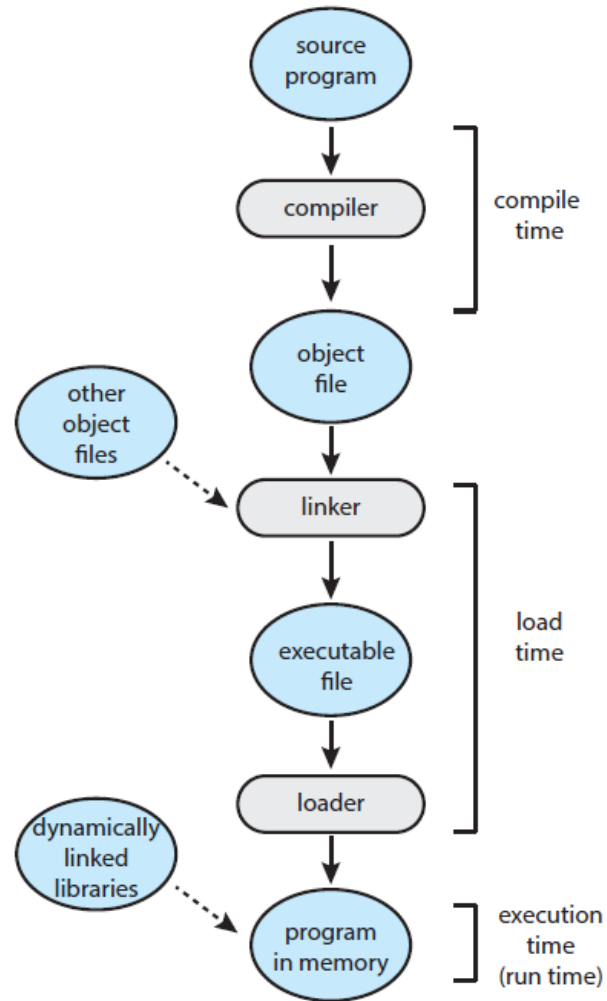 source
program
compiler
compile
time
object
file
other
object
files
linker
load
time
executable
file
loader
dynamically
linked
libraries
program
in memory
execution
time
(run time)